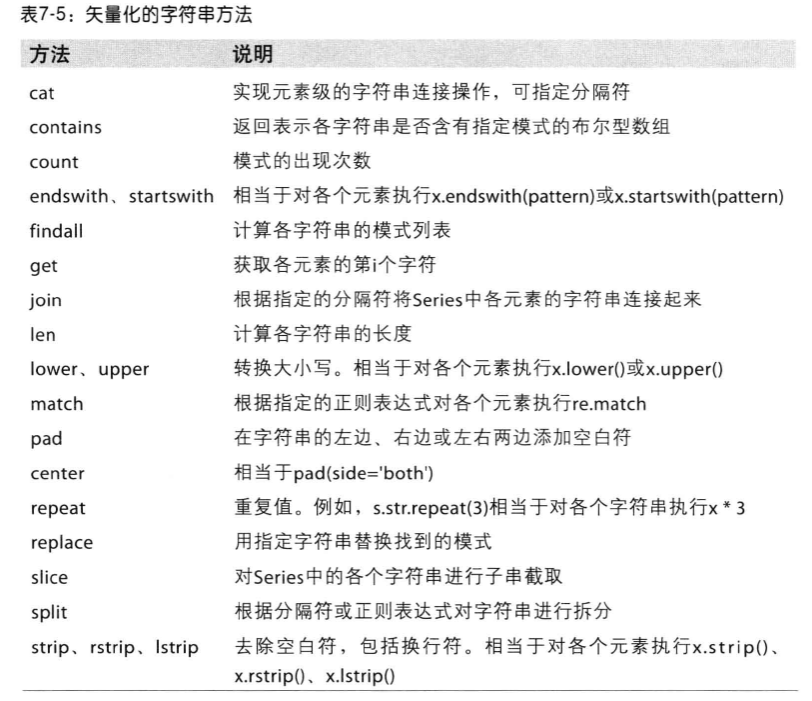 表7-5：矢量化的字符串方法
方法 说明
cat 实现元素级的字符串连接操作，可指定分隔符
contains 返回表示各字符串是否含有指定模式的布尔型数组
count 模式的出现次数
endswith、startswith 相当于对各个元素执行x.endswith(pattern)或x.startswith(pattern)
findall 计算各字符串的模式列表
get 获取各元素的第i个字符
join 根据指定的分隔符将Series中各元素的字符串连接起来
len 计算各字符串的长度
lower、upper 转换大小写。相当于对各个元素执行x.lower()或x.upper()
match 根据指定的正则表达式对各个元素执行re.match
pad 在字符串的左边、右边或左右两边添加空白符
center 相当于pad(side='both')
repeat 重复值。例如，s.str.repeat(3)相当于对各个字符串执行x * 3
replace 用指定字符串替换找到的模式
slice 对Series中的各个字符串进行子串截取
split 根据分隔符或正则表达式对字符串进行拆分
strip、rstrip、lstrip 去除空白符，包括换行符。相当于对各个元素执行x.strip()、
x.rstrip()、x.lstrip()